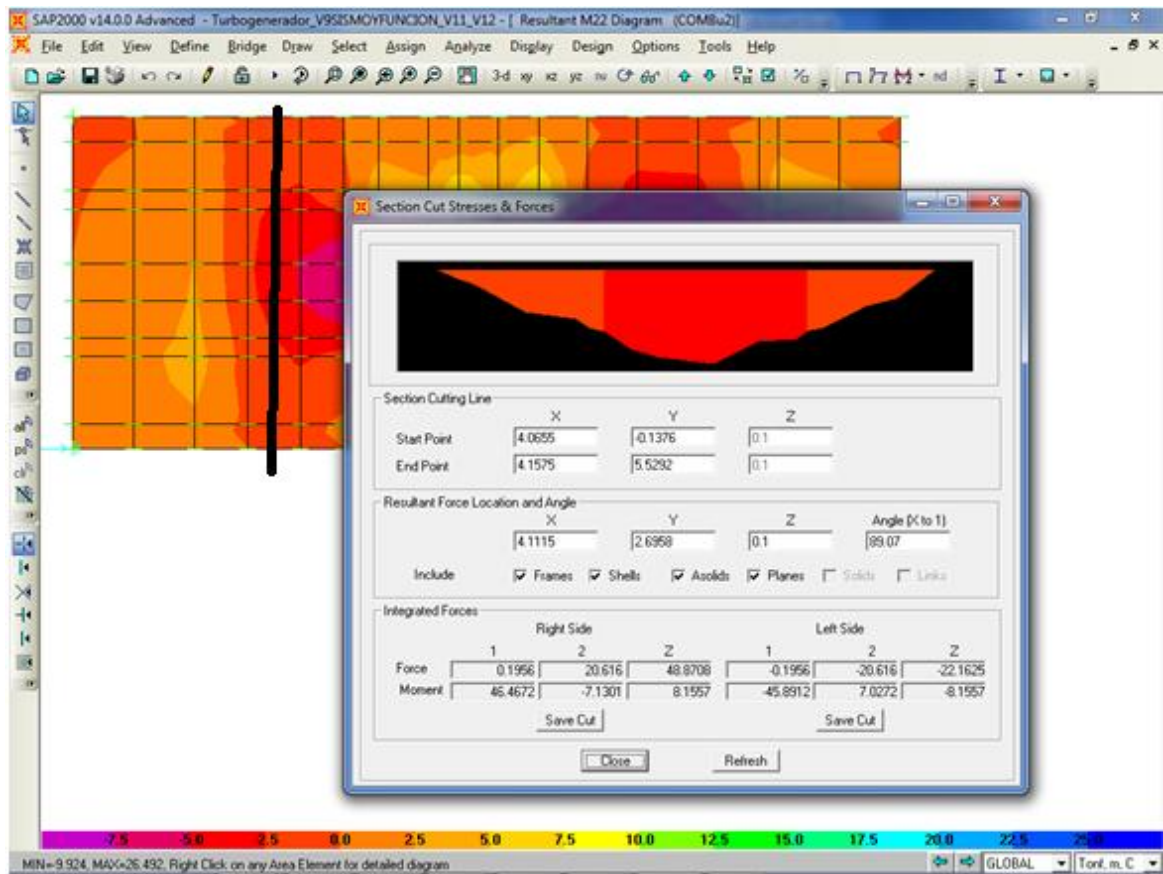 SAP2000 v14.0.0 Advanced - Turbogenerador_V9SISMOYFUNCION_V11_V12 - [ Resultant M22 Diagram (COMBu2)]
File Edit View Define Bridge Draw Select Assign Analyze Display Design Options Tools Help
3-d xy xz yz nv nd
Section Cut Stresses & Forces
Section Cutting Line
X Y Z
Start Point 4.0655 -0.1376 0.1
End Point 4.1575 5.5292 0.1
Resultant Force Location and Angle
X Y Z Angle (X to 1)
4.1115 2.6958 0.1 89.07
Include Frames Shells Asolids Planes Solids Links
Integrated Forces
Right Side Left Side
1 2 Z 1 2 Z
Force 0.1956 20.616 48.8708 -0.1956 -20.616 -22.1625
Moment 46.4672 -7.1301 8.1557 -45.8912 7.0272 -8.1557
Save Cut Save Cut
Close Refresh
-7.5 -5.0 2.5 0.0 2.5 5.0 7.5 10.0 12.5 15.0 17.5 20.0 22.5
MIN=-9.924, MAX=26.492, Right Click on any Area Element for detailed diagram GLOBAL Tonf, m, C